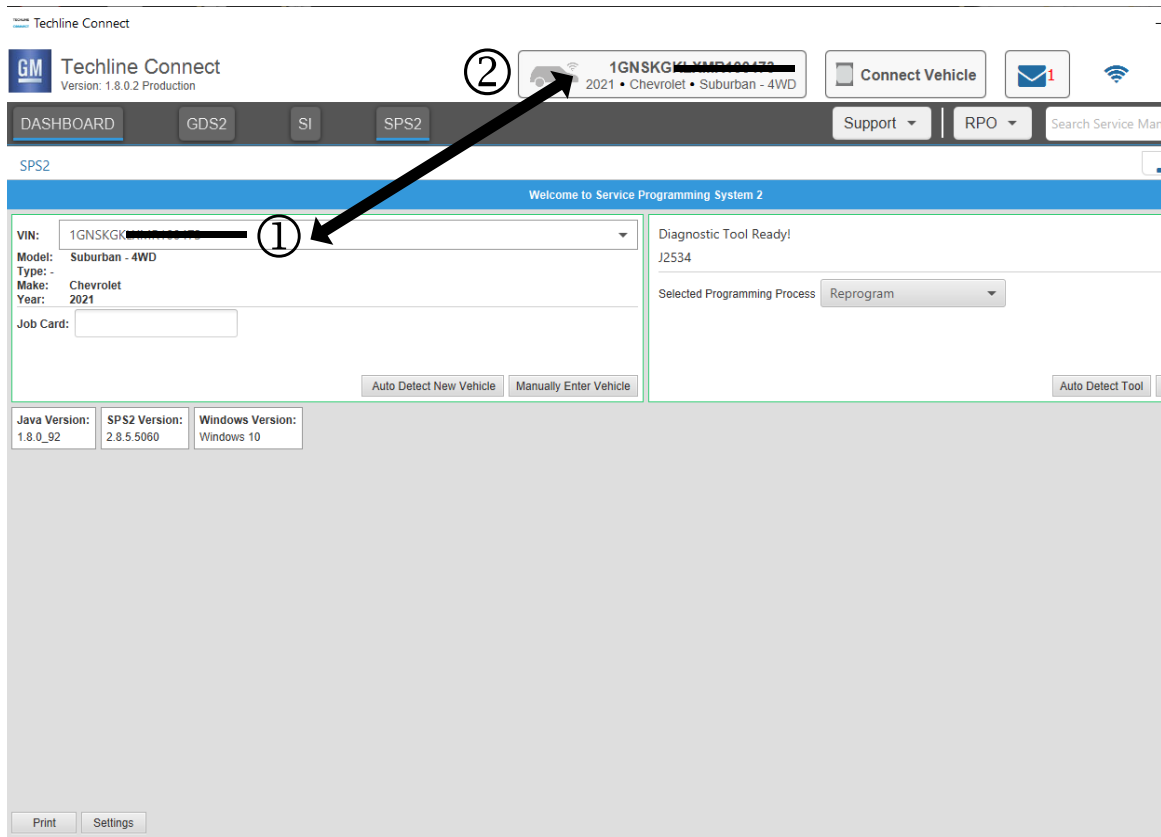 Techline Connect
GM
Techline Connect
Version: 1.8.0.2 Production
②
1GNSKG
2021 • Chevrolet • Suburban - 4WD
Connect Vehicle
1
DASHBOARD
GDS2
SI
SPS2
Support
RPO
Search Service Mar
SPS2
Welcome to Service Programming System 2
VIN:
1GNSKGK
①
Model: Suburban - 4WD
Type: -
Make: Chevrolet
Year: 2021
Job Card:
Auto Detect New Vehicle
Manually Enter Vehicle
Diagnostic Tool Ready!
J2534
Selected Programming Process
Reprogram
Auto Detect Tool
Java Version:
1.8.0_92
SPS2 Version:
2.8.5.5060
Windows Version:
Windows 10
Print
Settings